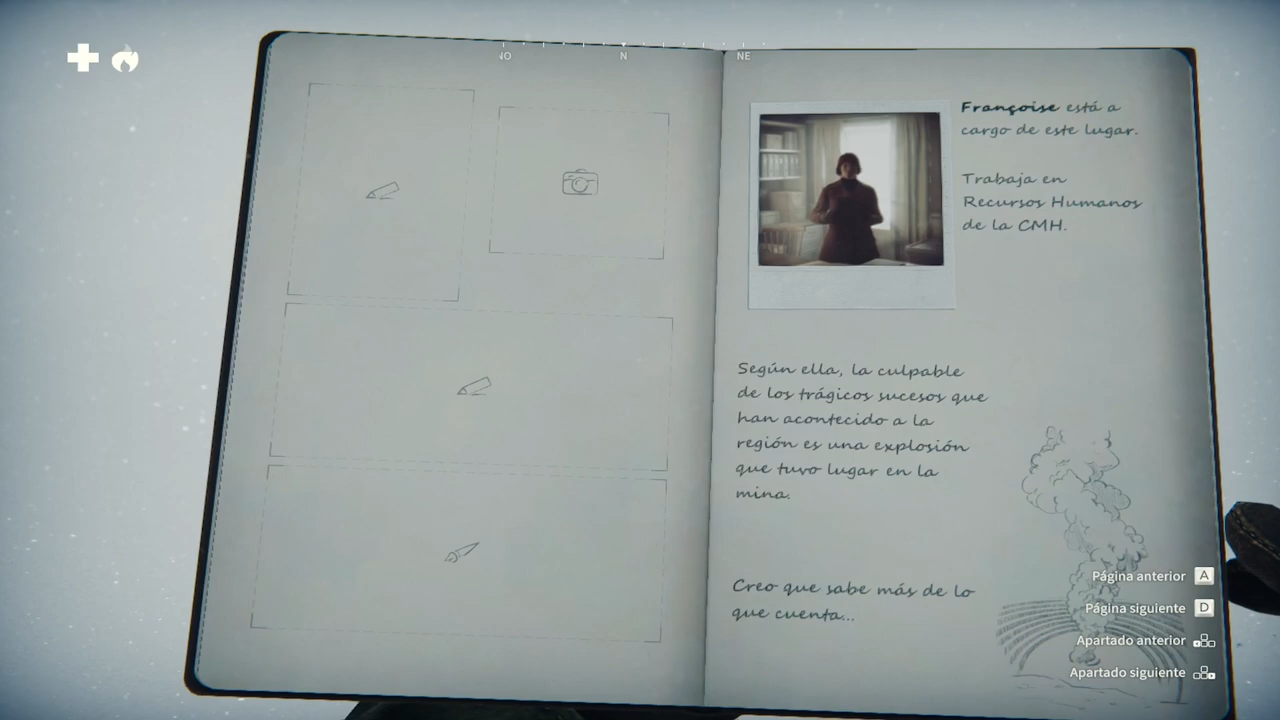 NO
N
NE
Françoise está a
cargo de este lugar.
Trabaja en
Recursos Humanos
de la CMH.
Según ella, la culpable
de los trágicos sucesos que
han acontecido a la
región es una explosión
que tuvo lugar en la
mina.
Creo que sabe más de lo
que cuenta...
Página anterior A
Página siguiente D
Apartado anterior
Apartado siguiente